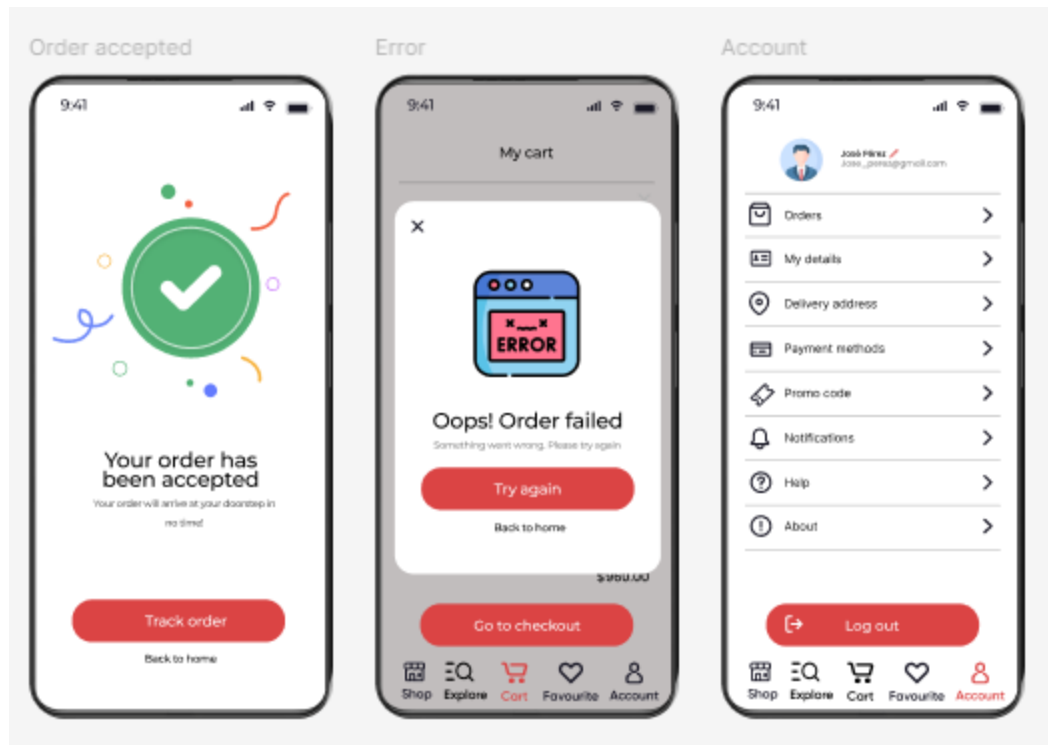 Order accepted
9:41
Your order has
been accepted
Your order will arrive at your doorstep in
no time!
Track order
Back to home
Error
9:41
My cart
ERROR
Oops! Order failed
Something went wrong. Please try again
Try again
Back to home
$960.00
Go to checkout
Shop Explore Cart Favourite Account
Account
9:41
José Pérez
jose_perez@gmail.com
Orders
My details
Delivery address
Payment methods
Promo code
Notifications
Help
About
Log out
Shop Explore Cart Favourite Account